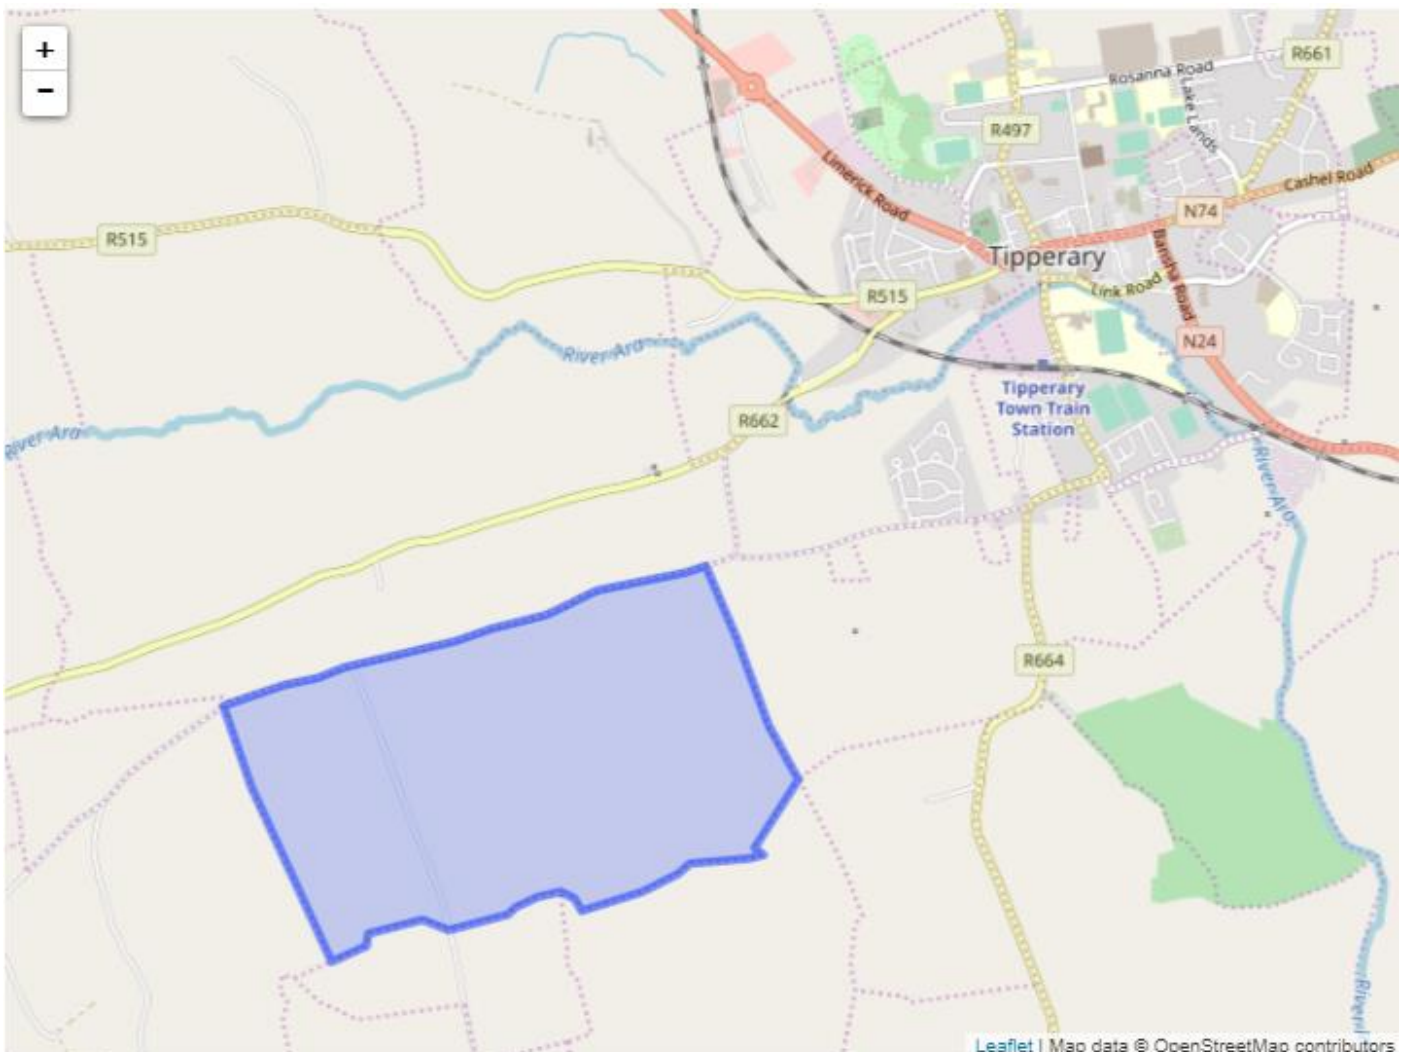 +
−
R661
Rosanna Road
Lake Lands
R497
Limerick Road
Cashel Road
N74
R515
Tipperary
Bansha Road
Link Road
R515
N24
River Ara
Tipperary
Town Train
Station
R662
River Ara
River Ara
R664
River
Leaflet | Map data © OpenStreetMap contributors